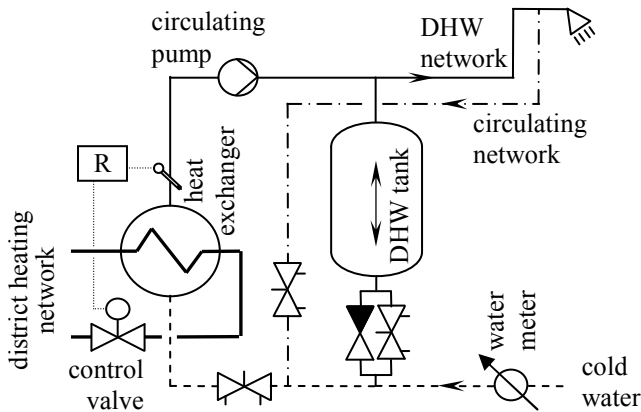 circulating
pump
DHW
network
circulating
network
R
heat
exchanger
DHW tank
district heating
network
water
meter
control
valve
cold
water